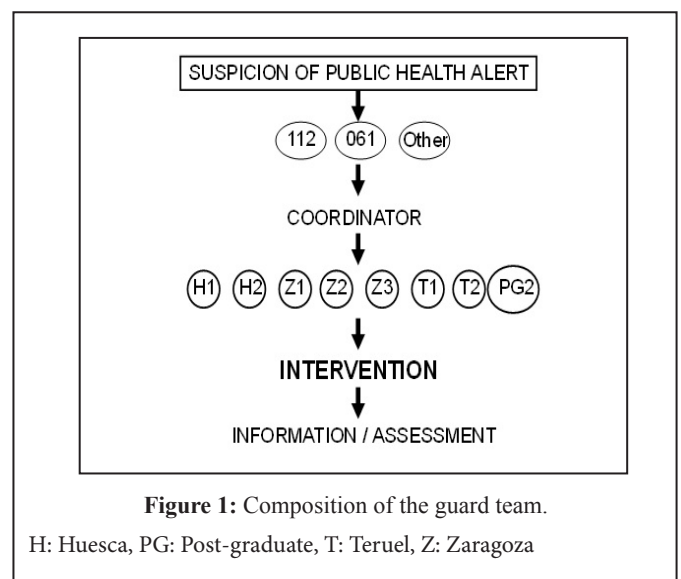 SUSPICION OF PUBLIC HEALTH ALERT
112 061 Other
COORDINATOR
H1 H2 Z1 Z2 Z3 T1 T2 PG2
INTERVENTION
INFORMATION / ASSESSMENT
Figure 1: Composition of the guard team.
H: Huesca, PG: Post-graduate, T: Teruel, Z: Zaragoza